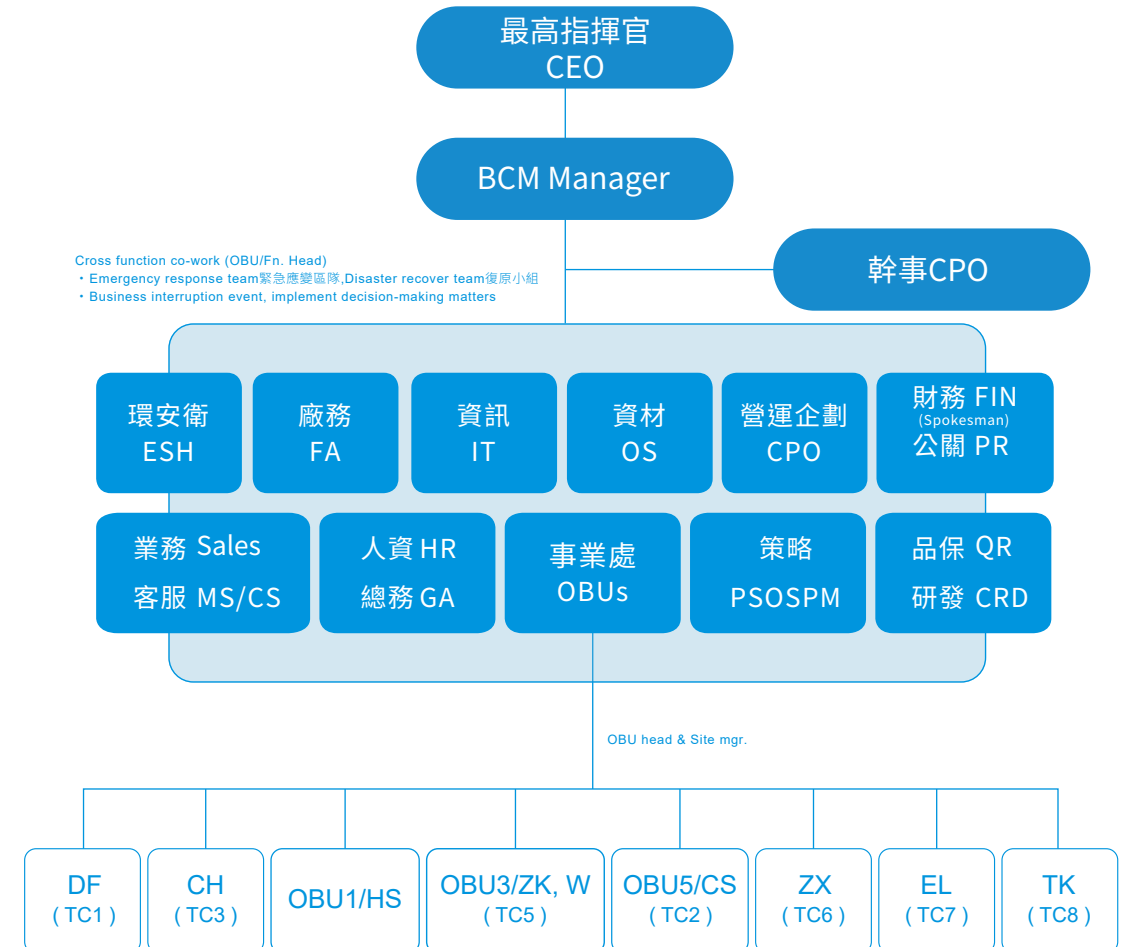 最高指揮官
CEO
BCM Manager
Cross function co-work (OBU/Fn. Head)
・Emergency response team緊急應變區隊,Disaster recover team復原小組
・Business interruption event, implement decision-making matters
幹事CPO
環安衛
ESH
廠務
FA
資訊
IT
資材
OS
營運企劃
CPO
財務 FIN
(Spokesman)
公關 PR
業務 Sales
客服 MS/CS
人資 HR
總務 GA
事業處
OBUs
策略
PSOSPM
品保 QR
研發 CRD
OBU head & Site mgr.
DF
( TC1 )
CH
( TC3 )
OBU1/HS
OBU3/ZK, W
( TC5 )
OBU5/CS
( TC2 )
ZX
( TC6 )
EL
( TC7 )
TK
( TC8 )